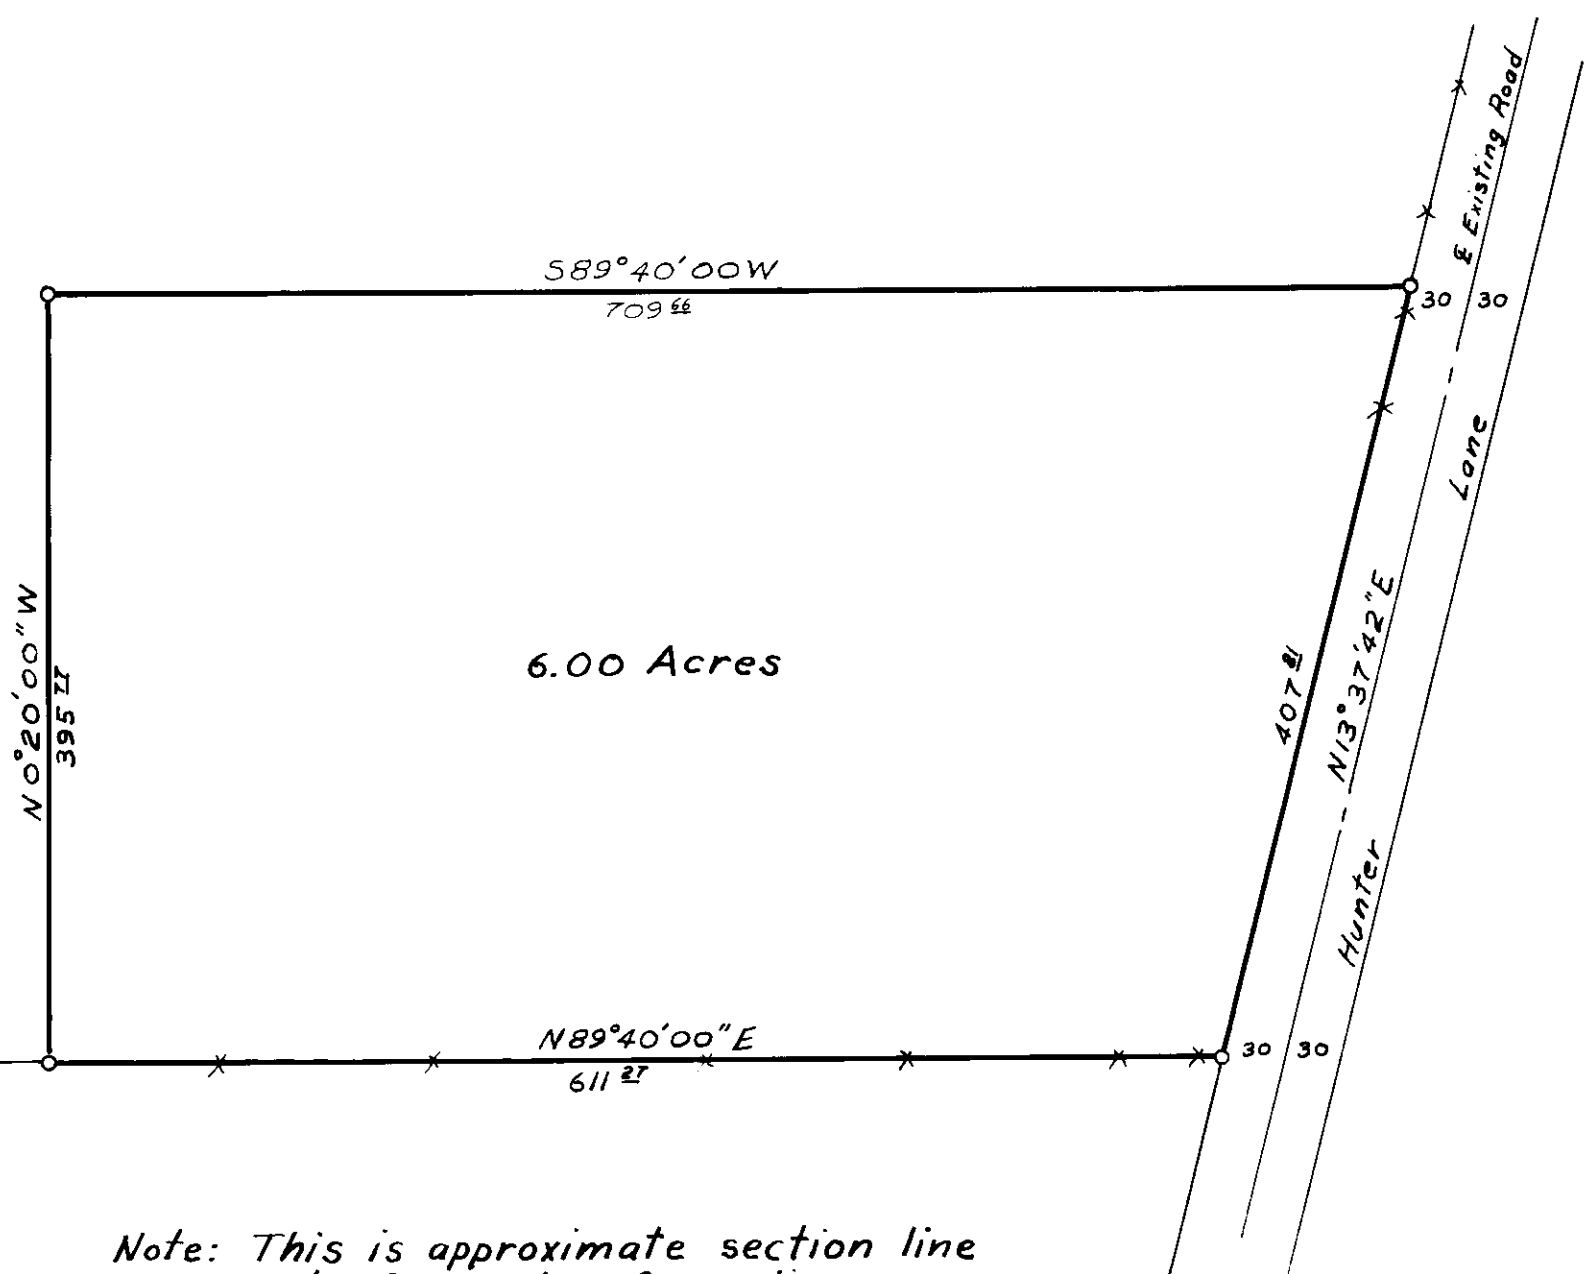 ℄ Existing Road
S89°40'00W
709 66
30 30
Lane
N0°20'00"W
395 77
6.00 Acres
407 81
N13°37'42"E
Hunter
N89°40'00"E
611 27
30 30
Note: This is approximate section line